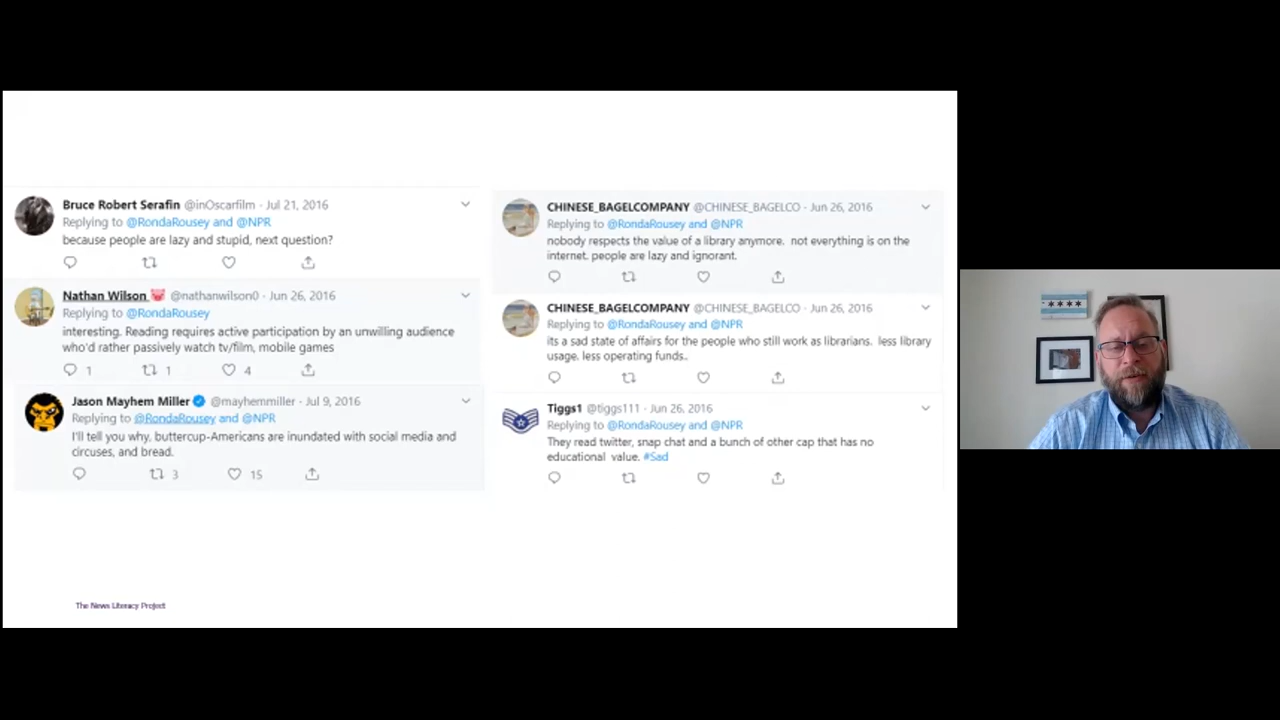 Bruce Robert Serafin @inOscarfilm · Jul 21, 2016
Replying to @RondaRousey and @NPR
because people are lazy and stupid, next question?
Nathan Wilson @nathanwilson0 · Jun 26, 2016
Replying to @RondaRousey
interesting. Reading requires active participation by an unwilling audience
who'd rather passively watch tv/film, mobile games
1 1 4
Jason Mayhem Miller @mayhemmiller · Jul 9, 2016
Replying to @RondaRousey and @NPR
I'll tell you why, buttercup-Americans are inundated with social media and
circuses, and bread.
3 15
CHINESE_BAGELCOMPANY @CHINESE_BAGELCO · Jun 26, 2016
Replying to @RondaRousey and @NPR
nobody respects the value of a library anymore. not everything is on the
internet. people are lazy and ignorant.
CHINESE_BAGELCOMPANY @CHINESE_BAGELCO · Jun 26, 2016
Replying to @RondaRousey and @NPR
its a sad state of affairs for the people who still work as librarians. less library
usage. less operating funds..
Tiggs1 @tiggs111 · Jun 26, 2016
Replying to @RondaRousey and @NPR
They read twitter, snap chat and a bunch of other cap that has no
educational value. #Sad
The News Literacy Project